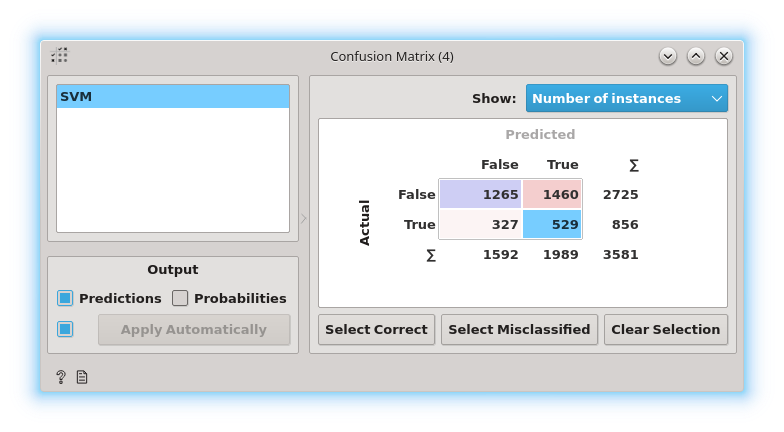 Confusion Matrix (4)
SVM
Show: Number of instances
Predicted
False True Σ
Actual
False 1265 1460 2725
True 327 529 856
Σ 1592 1989 3581
Output
Predictions Probabilities
Apply Automatically
Select Correct Select Misclassified Clear Selection
?